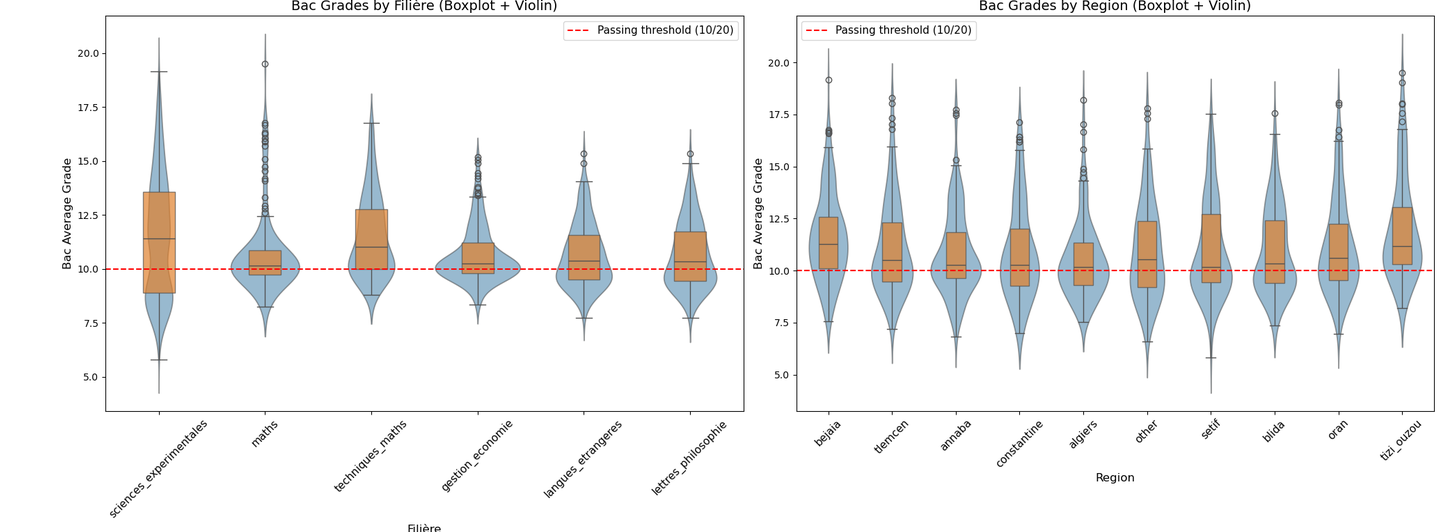 Bac Grades by Filière (Boxplot + Violin)
Passing threshold (10/20)
Bac Average Grade
20.0
17.5
15.0
12.5
10.0
7.5
5.0
sciences_experimentales
maths
techniques_maths
gestion_economie
langues_etrangeres
lettres_philosophie
Filière
Bac Grades by Region (Boxplot + Violin)
Passing threshold (10/20)
Bac Average Grade
20.0
17.5
15.0
12.5
10.0
7.5
5.0
bejaia
tlemcen
annaba
constantine
algiers
other
setif
blida
oran
tizi_ouzou
Region